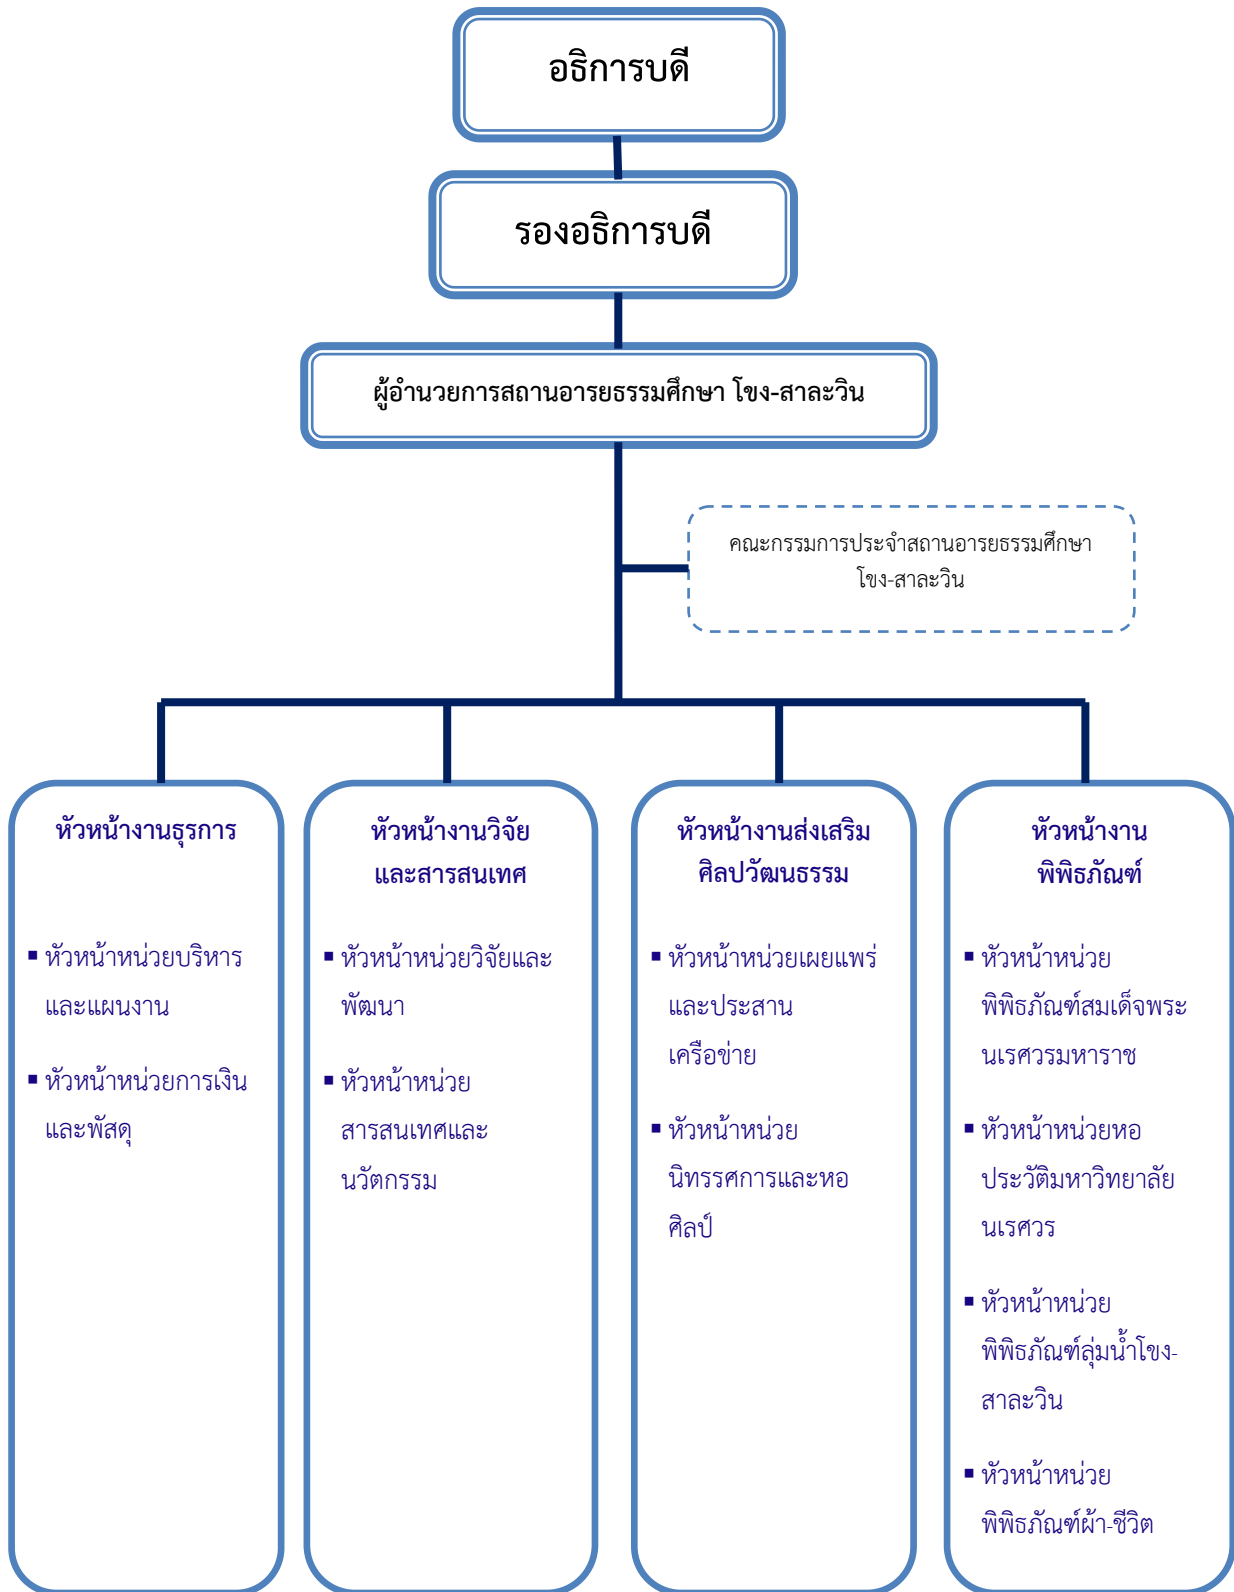 อธิการบดี
รองอธิการบดี
ผู้อำนวยการสถานอารยธรรมศึกษา โขง-สาละวิน
คณะกรรมการประจำสถานอารยธรรมศึกษา
โขง-สาละวิน
หัวหน้างานธุรการ
▪ หัวหน้าหน่วยบริหาร
และแผนงาน
▪ หัวหน้าหน่วยการเงิน
และพัสดุ
หัวหน้างานวิจัย
และสารสนเทศ
▪ หัวหน้าหน่วยวิจัยและ
พัฒนา
▪ หัวหน้าหน่วย
สารสนเทศและ
นวัตกรรม
หัวหน้างานส่งเสริม
ศิลปวัฒนธรรม
▪ หัวหน้าหน่วยเผยแพร่
และประสาน
เครือข่าย
▪ หัวหน้าหน่วย
นิทรรศการและหอ
ศิลป์
หัวหน้างาน
พิพิธภัณฑ์
▪ หัวหน้าหน่วย
พิพิธภัณฑ์สมเด็จพระ
นเรศวรมหาราช
▪ หัวหน้าหน่วยหอ
ประวัติมหาวิทยาลัย
นเรศวร
▪ หัวหน้าหน่วย
พิพิธภัณฑ์ลุ่มน้ำโขง-
สาละวิน
▪ หัวหน้าหน่วย
พิพิธภัณฑ์ผ้า-ชีวิต